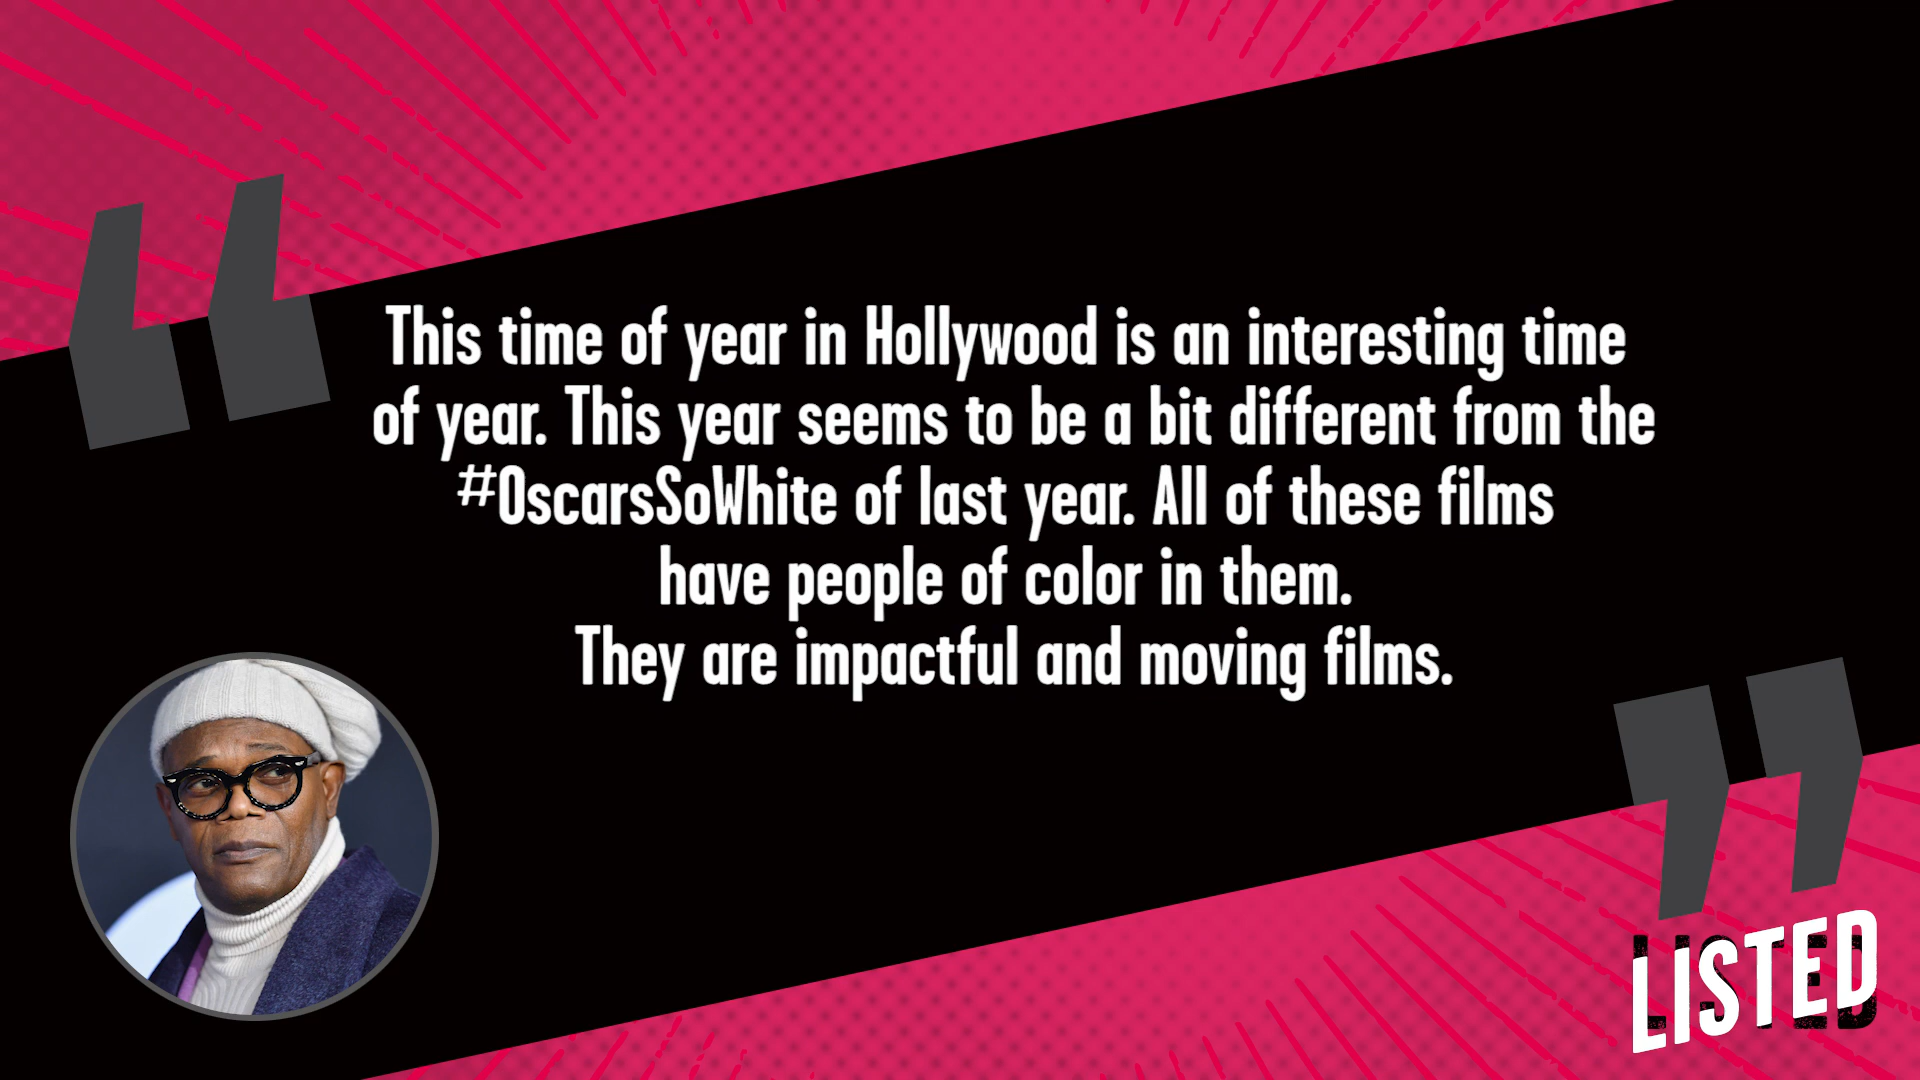 This time of year in Hollywood is an interesting time
of year. This year seems to be a bit different from the
#OscarsSoWhite of last year. All of these films
have people of color in them.
They are impactful and moving films.
LISTED